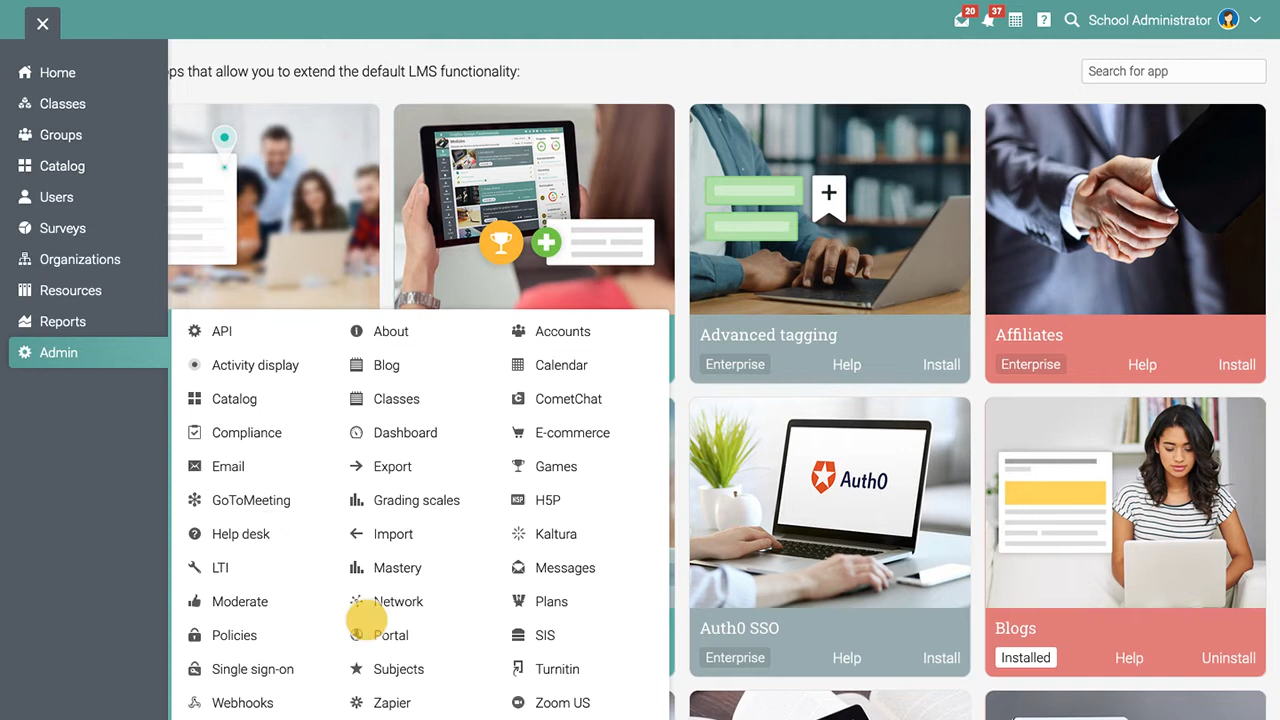 20
37
?
School Administrator
Home
Classes
Groups
Catalog
Users
Surveys
Organizations
Resources
Reports
Admin
ps that allow you to extend the default LMS functionality:
Search for app
API
About
Accounts
Activity display
Blog
Calendar
Catalog
Classes
CometChat
Compliance
Dashboard
E-commerce
Email
Export
Games
GoToMeeting
Grading scales
H5P
Help desk
Import
Kaltura
LTI
Mastery
Messages
Moderate
Network
Plans
Policies
Portal
SIS
Single sign-on
Subjects
Turnitin
Webhooks
Zapier
Zoom US
Advanced tagging
Enterprise Help Install
Affiliates
Enterprise Help Install
Auth0
Auth0 SSO
Enterprise Help Install
Blogs
Installed Help Uninstall